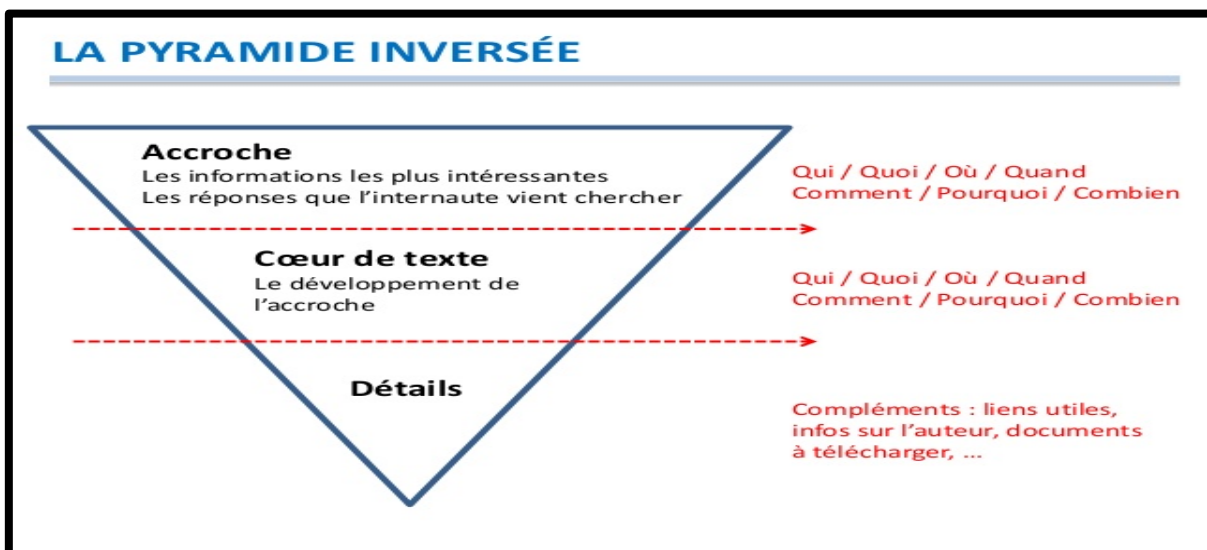 LA PYRAMIDE INVERSÉE
Accroche
Les informations les plus intéressantes
Les réponses que l'internaute vient chercher
Qui / Quoi / Où / Quand
Comment / Pourquoi / Combien
Cœur de texte
Le développement de
l'accroche
Qui / Quoi / Où / Quand
Comment / Pourquoi / Combien
Détails
Compléments : liens utiles,
infos sur l'auteur, documents
à télécharger, ...